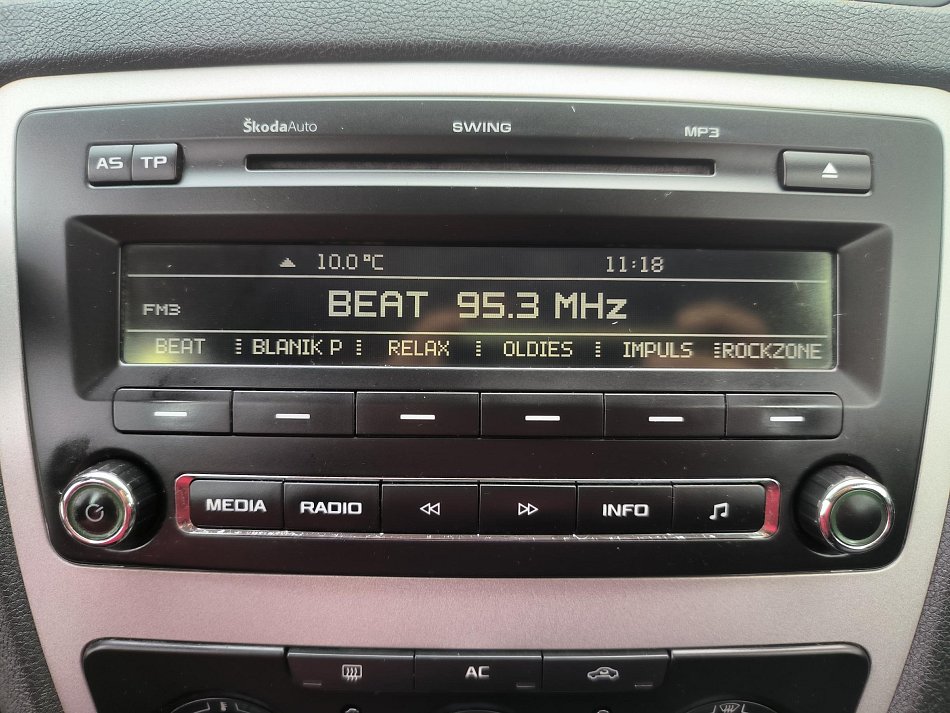 ŠkodaAuto SWING MP3
AS TP
10.0 °C 11:18
FM3 BEAT 95.3 MHz
BEAT BLANIK P RELAX OLDIES IMPULS ROCKZONE
MEDIA RADIO INFO
AC